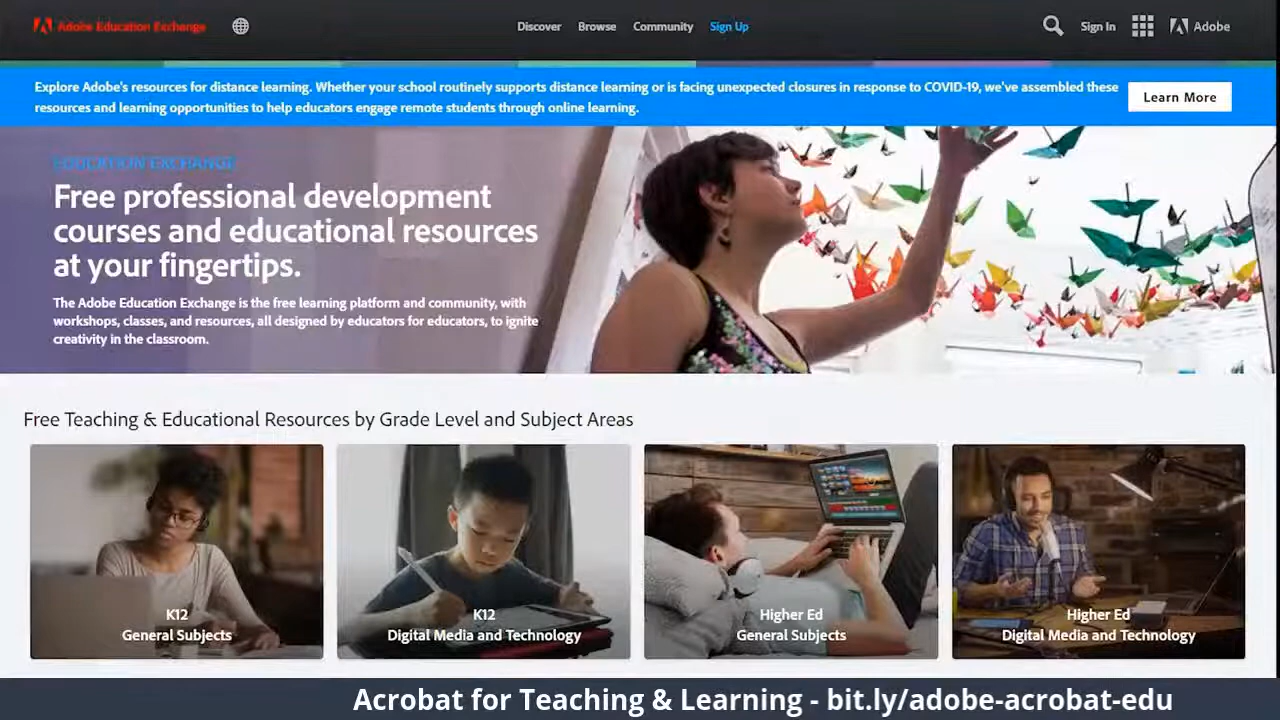 Adobe Education Exchange
Discover Browse Community Sign Up
Sign In
Adobe
Explore Adobe's resources for distance learning. Whether your school routinely supports distance learning or is facing unexpected closures in response to COVID-19, we've assembled these
resources and learning opportunities to help educators engage remote students through online learning.
Learn More
EDUCATION EXCHANGE
Free professional development
courses and educational resources
at your fingertips.
The Adobe Education Exchange is the free learning platform and community, with
workshops, classes, and resources, all designed by educators for educators, to ignite
creativity in the classroom.
Free Teaching & Educational Resources by Grade Level and Subject Areas
K12
General Subjects
K12
Digital Media and Technology
Higher Ed
General Subjects
Higher Ed
Digital Media and Technology
Acrobat for Teaching & Learning - bit.ly/adobe-acrobat-edu